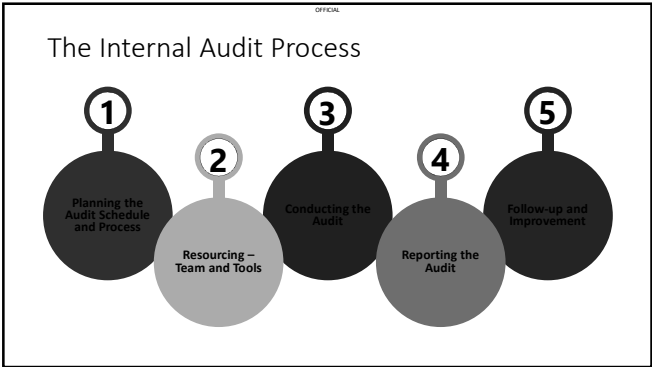 OFFICIAL
The Internal Audit Process
1
Planning the
Audit Schedule
and Process
2
Resourcing –
Team and Tools
3
Conducting the
Audit
4
Reporting the
Audit
5
Follow-up and
Improvement